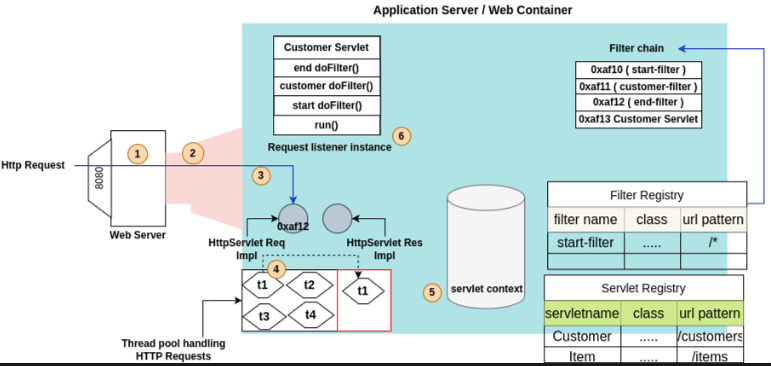 Application Server / Web Container
Customer Servlet
end doFilter()
customer doFilter()
start doFilter()
run()
Request listener instance
6
Filter chain
0xaf10 ( start-filter )
0xaf11 ( customer-filter )
0xaf12 ( end-filter )
0xaf13 Customer Servlet
Http Request
8080
1
2
3
Web Server
0xaf12
HttpServlet Req
Impl
HttpServlet Res
Impl
4
t1
t2
t3
t4
t1
Thread pool handling
HTTP Requests
5
servlet context
Filter Registry
filter name class url pattern
start-filter ..... /*
Servlet Registry
servletname class url pattern
Customer ..... /customers
Item ..... /items